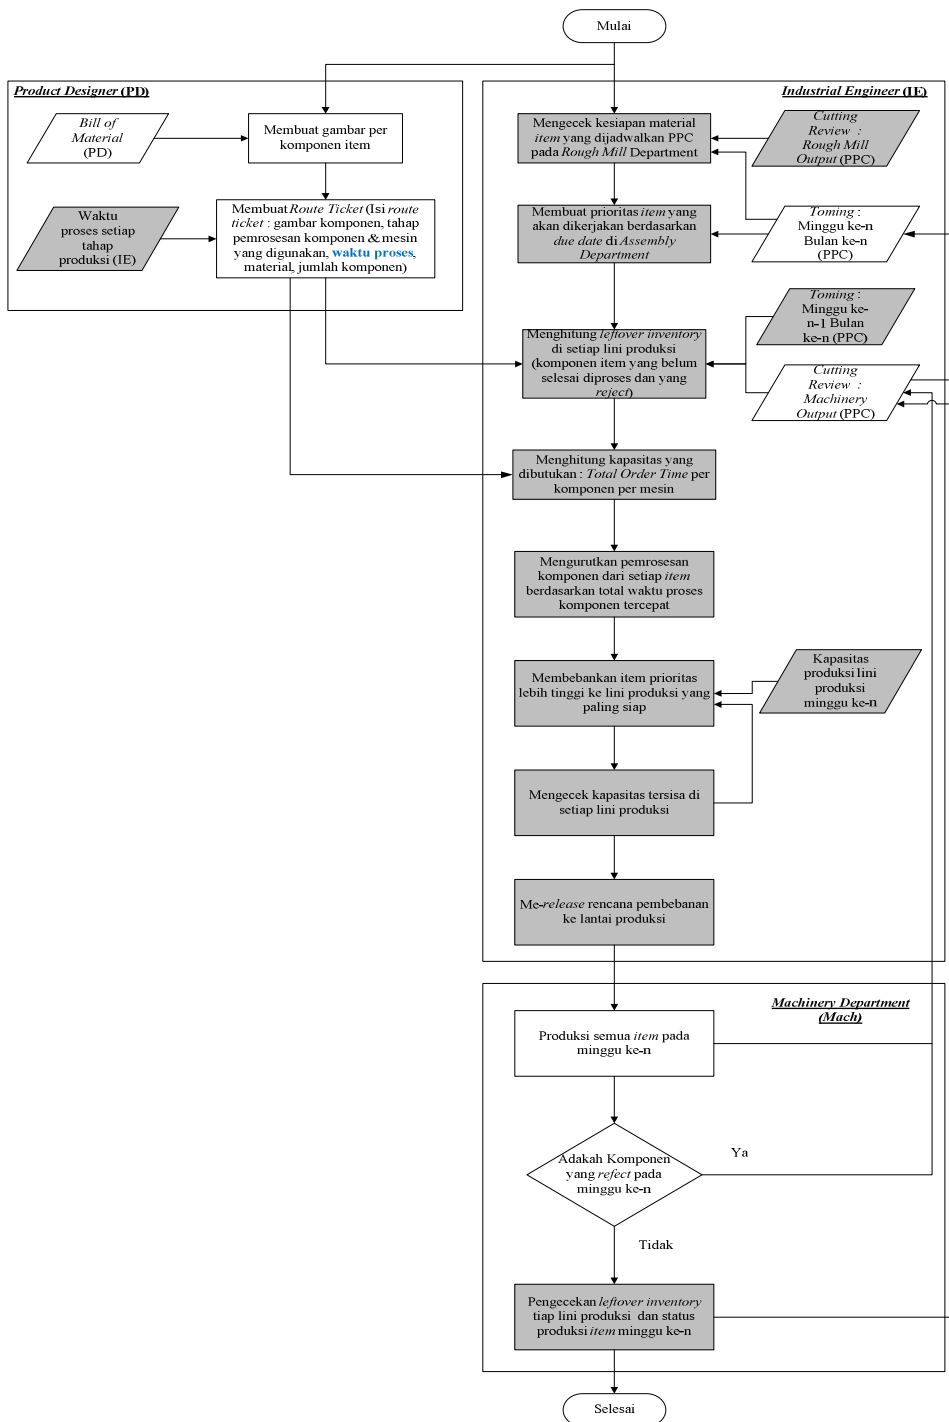 Mulai
Product Designer (PD)
Bill of
Material
(PD)
Membuat gambar per
komponen item
Waktu
proses setiap
tahap
produksi (IE)
Membuat Route Ticket (Isi route
ticket : gambar komponen, tahap
pemrosesan komponen & mesin
yang digunakan, waktu proses,
material, jumlah komponen)
Industrial Engineer (IE)
Mengecek kesiapan material
item yang dijadwalkan PPC
pada Rough Mill Department
Cutting
Review :
Rough Mill
Output (PPC)
Membuat prioritas item yang
akan dikerjakan berdasarkan
due date di Assembly
Department
Toming :
Minggu ke-n
Bulan ke-n
(PPC)
Toming :
Minggu ke-
n-1 Bulan
ke-n (PPC)
Menghitung leftover inventory
di setiap lini produksi
(komponen item yang belum
selesai diproses dan yang
reject)
Cutting
Review :
Machinery
Output (PPC)
Menghitung kapasitas yang
dibutukan : Total Order Time per
komponen per mesin
Mengurutkan pemrosesan
komponen dari setiap item
berdasarkan total waktu proses
komponen tercepat
Membebankan item prioritas
lebih tinggi ke lini produksi yang
paling siap
Kapasitas
produksi lini
produksi
minggu ke-n
Mengecek kapasitas tersisa di
setiap lini produksi
Me-release rencana pembebanan
ke lantai produksi
Machinery Department
(Mach)
Produksi semua item pada
minggu ke-n
Adakah Komponen
yang refect pada
minggu ke-n
Ya
Tidak
Pengecekan leftover inventory
tiap lini produksi dan status
produksi item minggu ke-n
Selesai